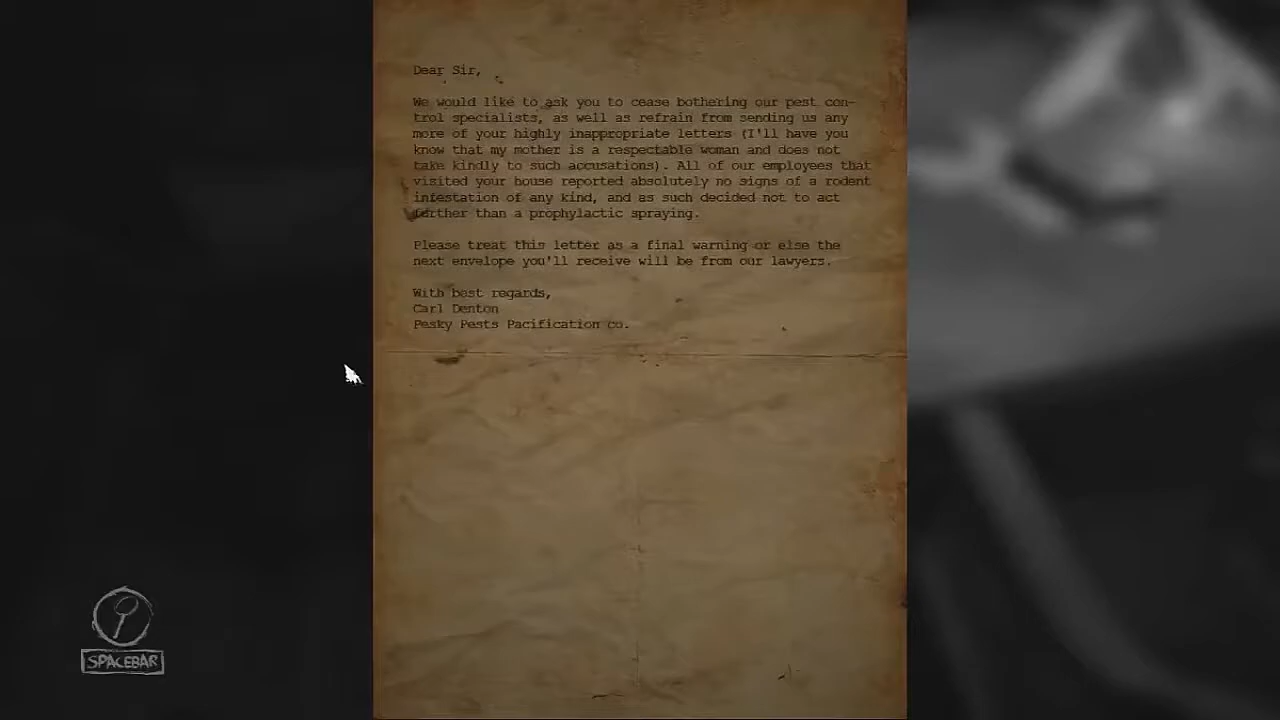 Dear Sir,
We would like to ask you to cease bothering our pest con-
trol specialists, as well as refrain from sending us any
more of your highly inappropriate letters (I'll have you
know that my mother is a respectable woman and does not
take kindly to such accusations). All of our employees that
visited your house reported absolutely no signs of a rodent
infestation of any kind, and as such decided not to act
further than a prophylactic spraying.
Please treat this letter as a final warning or else the
next envelope you'll receive will be from our lawyers.
With best regards,
Carl Denton
Pesky Pests Pacification co.
SPACEBAR